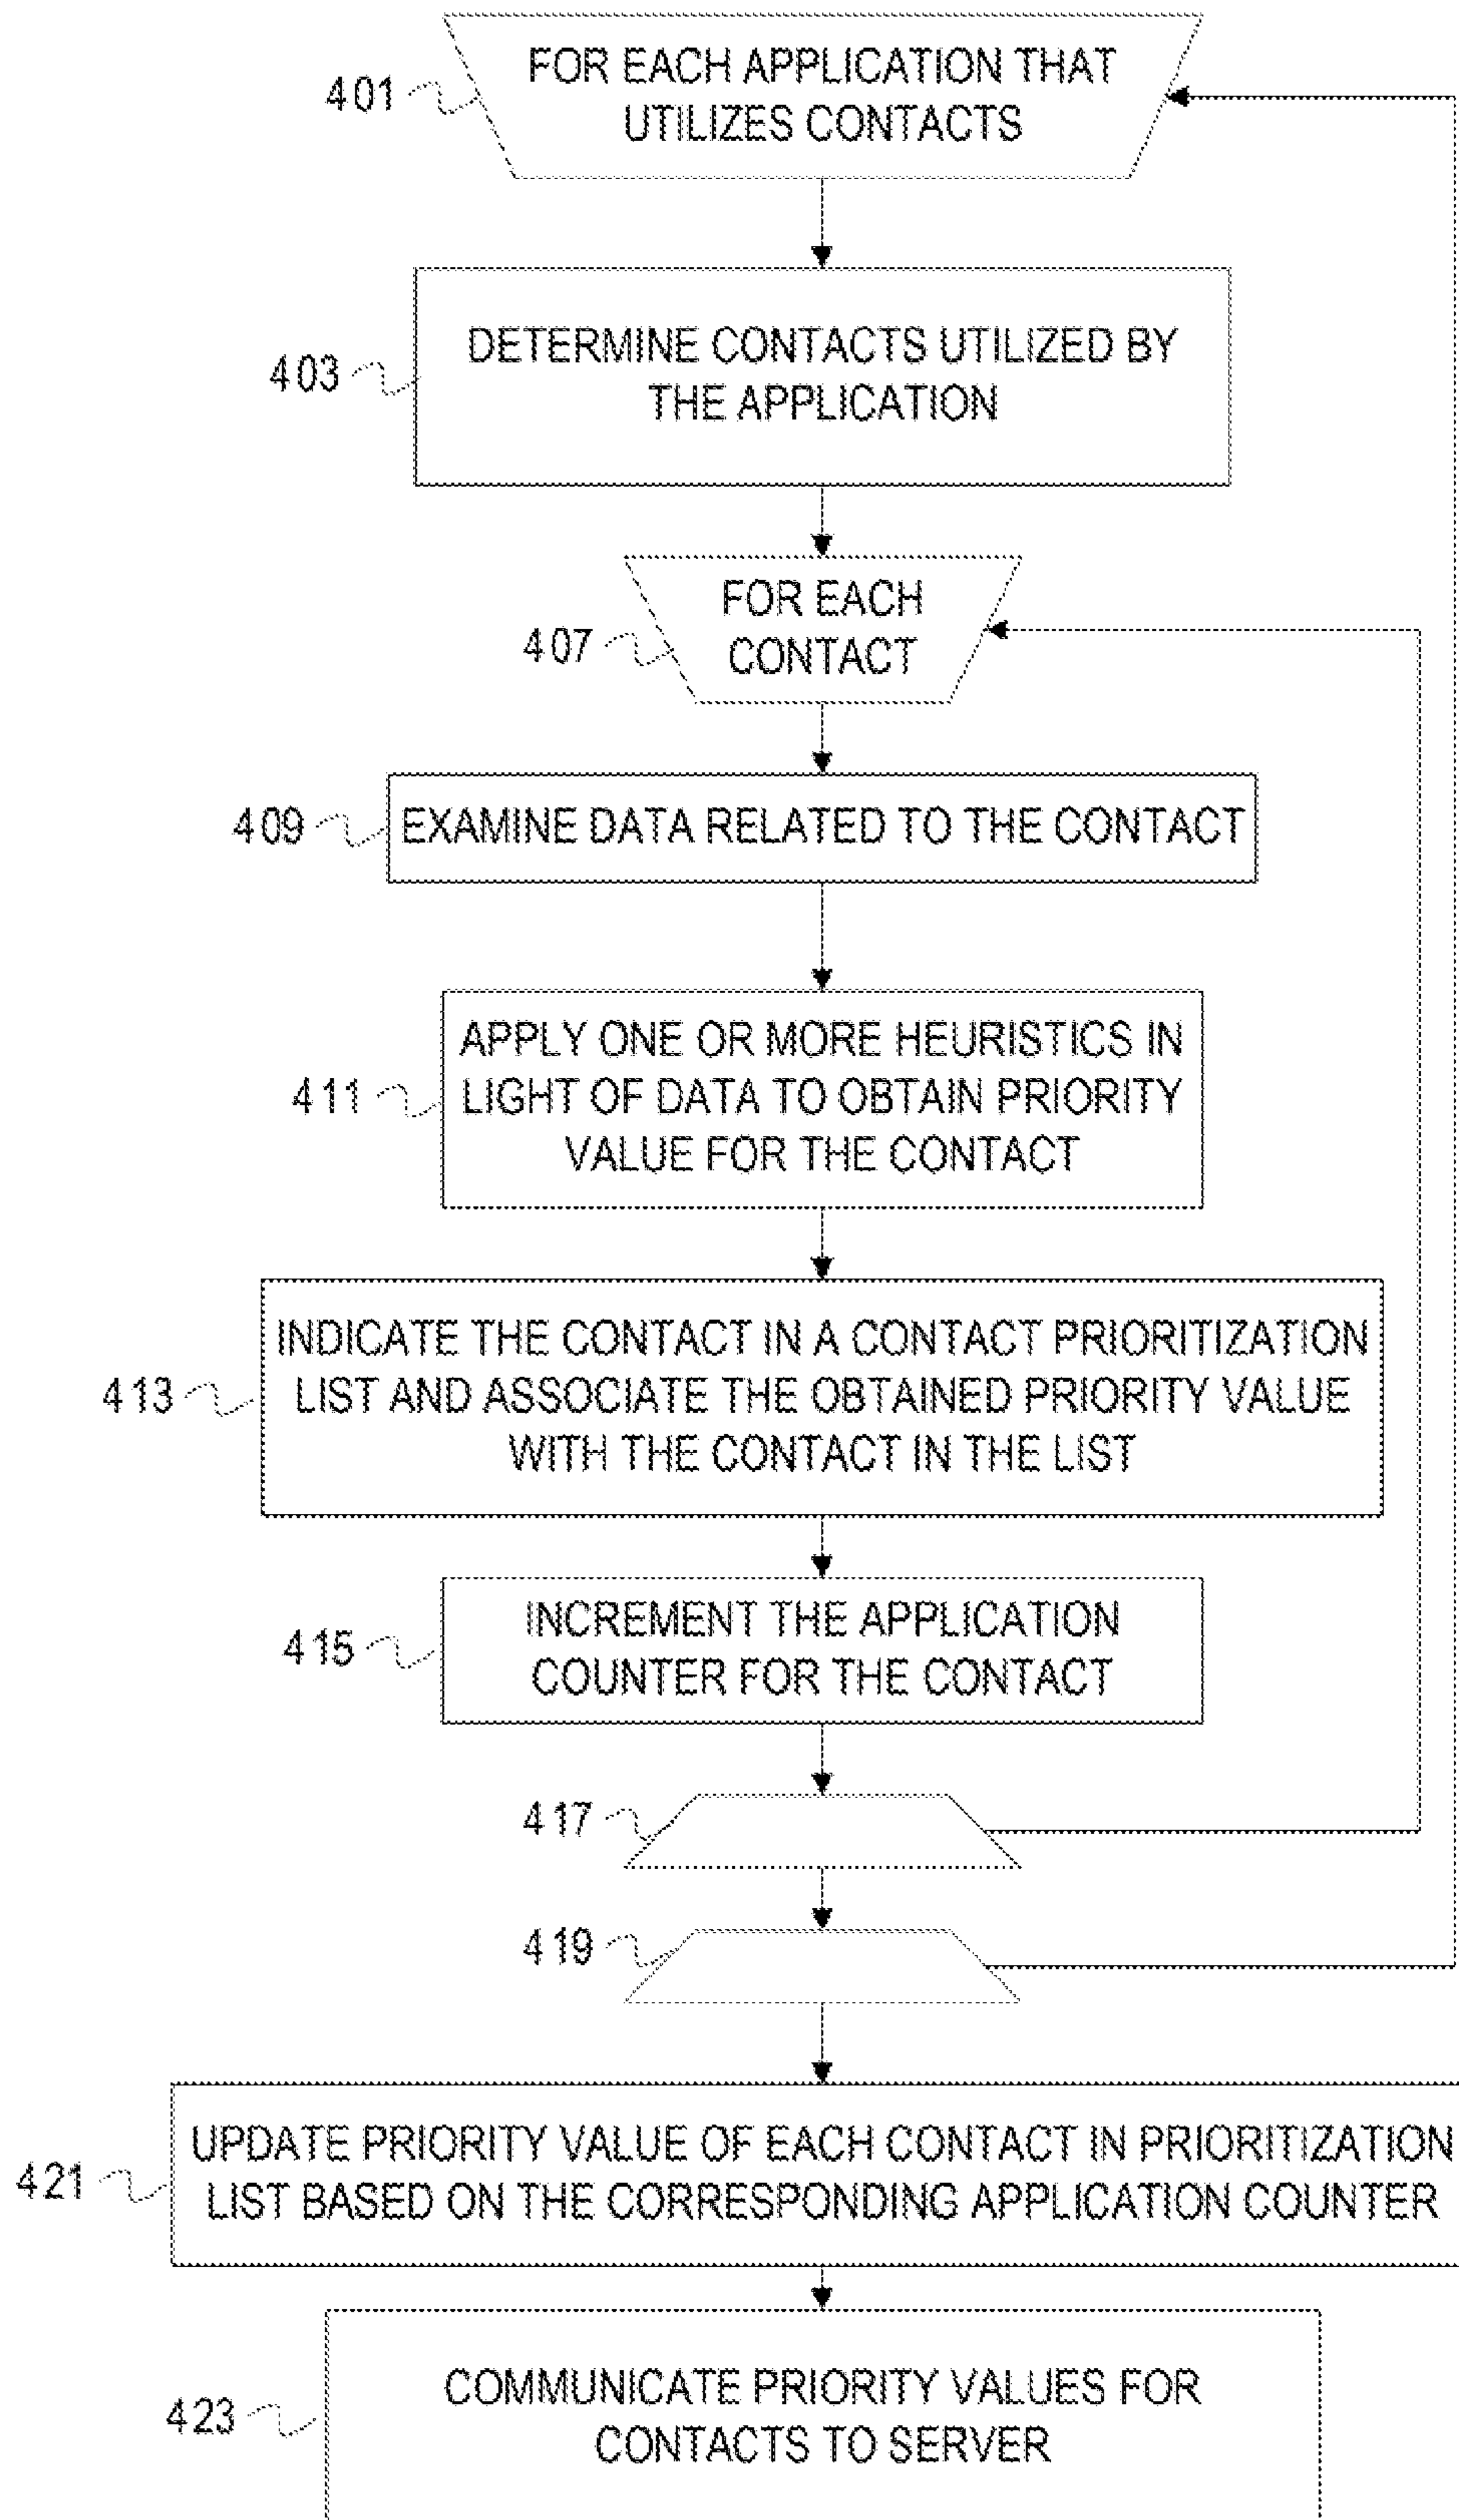 FOR EACH APPLICATION THAT
UTILIZES CONTACTS
401
DETERMINE CONTACTS UTILIZED BY
THE APPLICATION
403
FOR EACH
CONTACT
407
EXAMINE DATA RELATED TO THE CONTACT
409
APPLY ONE OR MORE HEURISTICS IN
LIGHT OF DATA TO OBTAIN PRIORITY
VALUE FOR THE CONTACT
411
INDICATE THE CONTACT IN A CONTACT PRIORITIZATION
LIST AND ASSOCIATE THE OBTAINED PRIORITY VALUE
WITH THE CONTACT IN THE LIST
413
INCREMENT THE APPLICATION
COUNTER FOR THE CONTACT
415
417
419
UPDATE PRIORITY VALUE OF EACH CONTACT IN PRIORITIZATION
LIST BASED ON THE CORRESPONDING APPLICATION COUNTER
421
COMMUNICATE PRIORITY VALUES FOR
CONTACTS TO SERVER
423